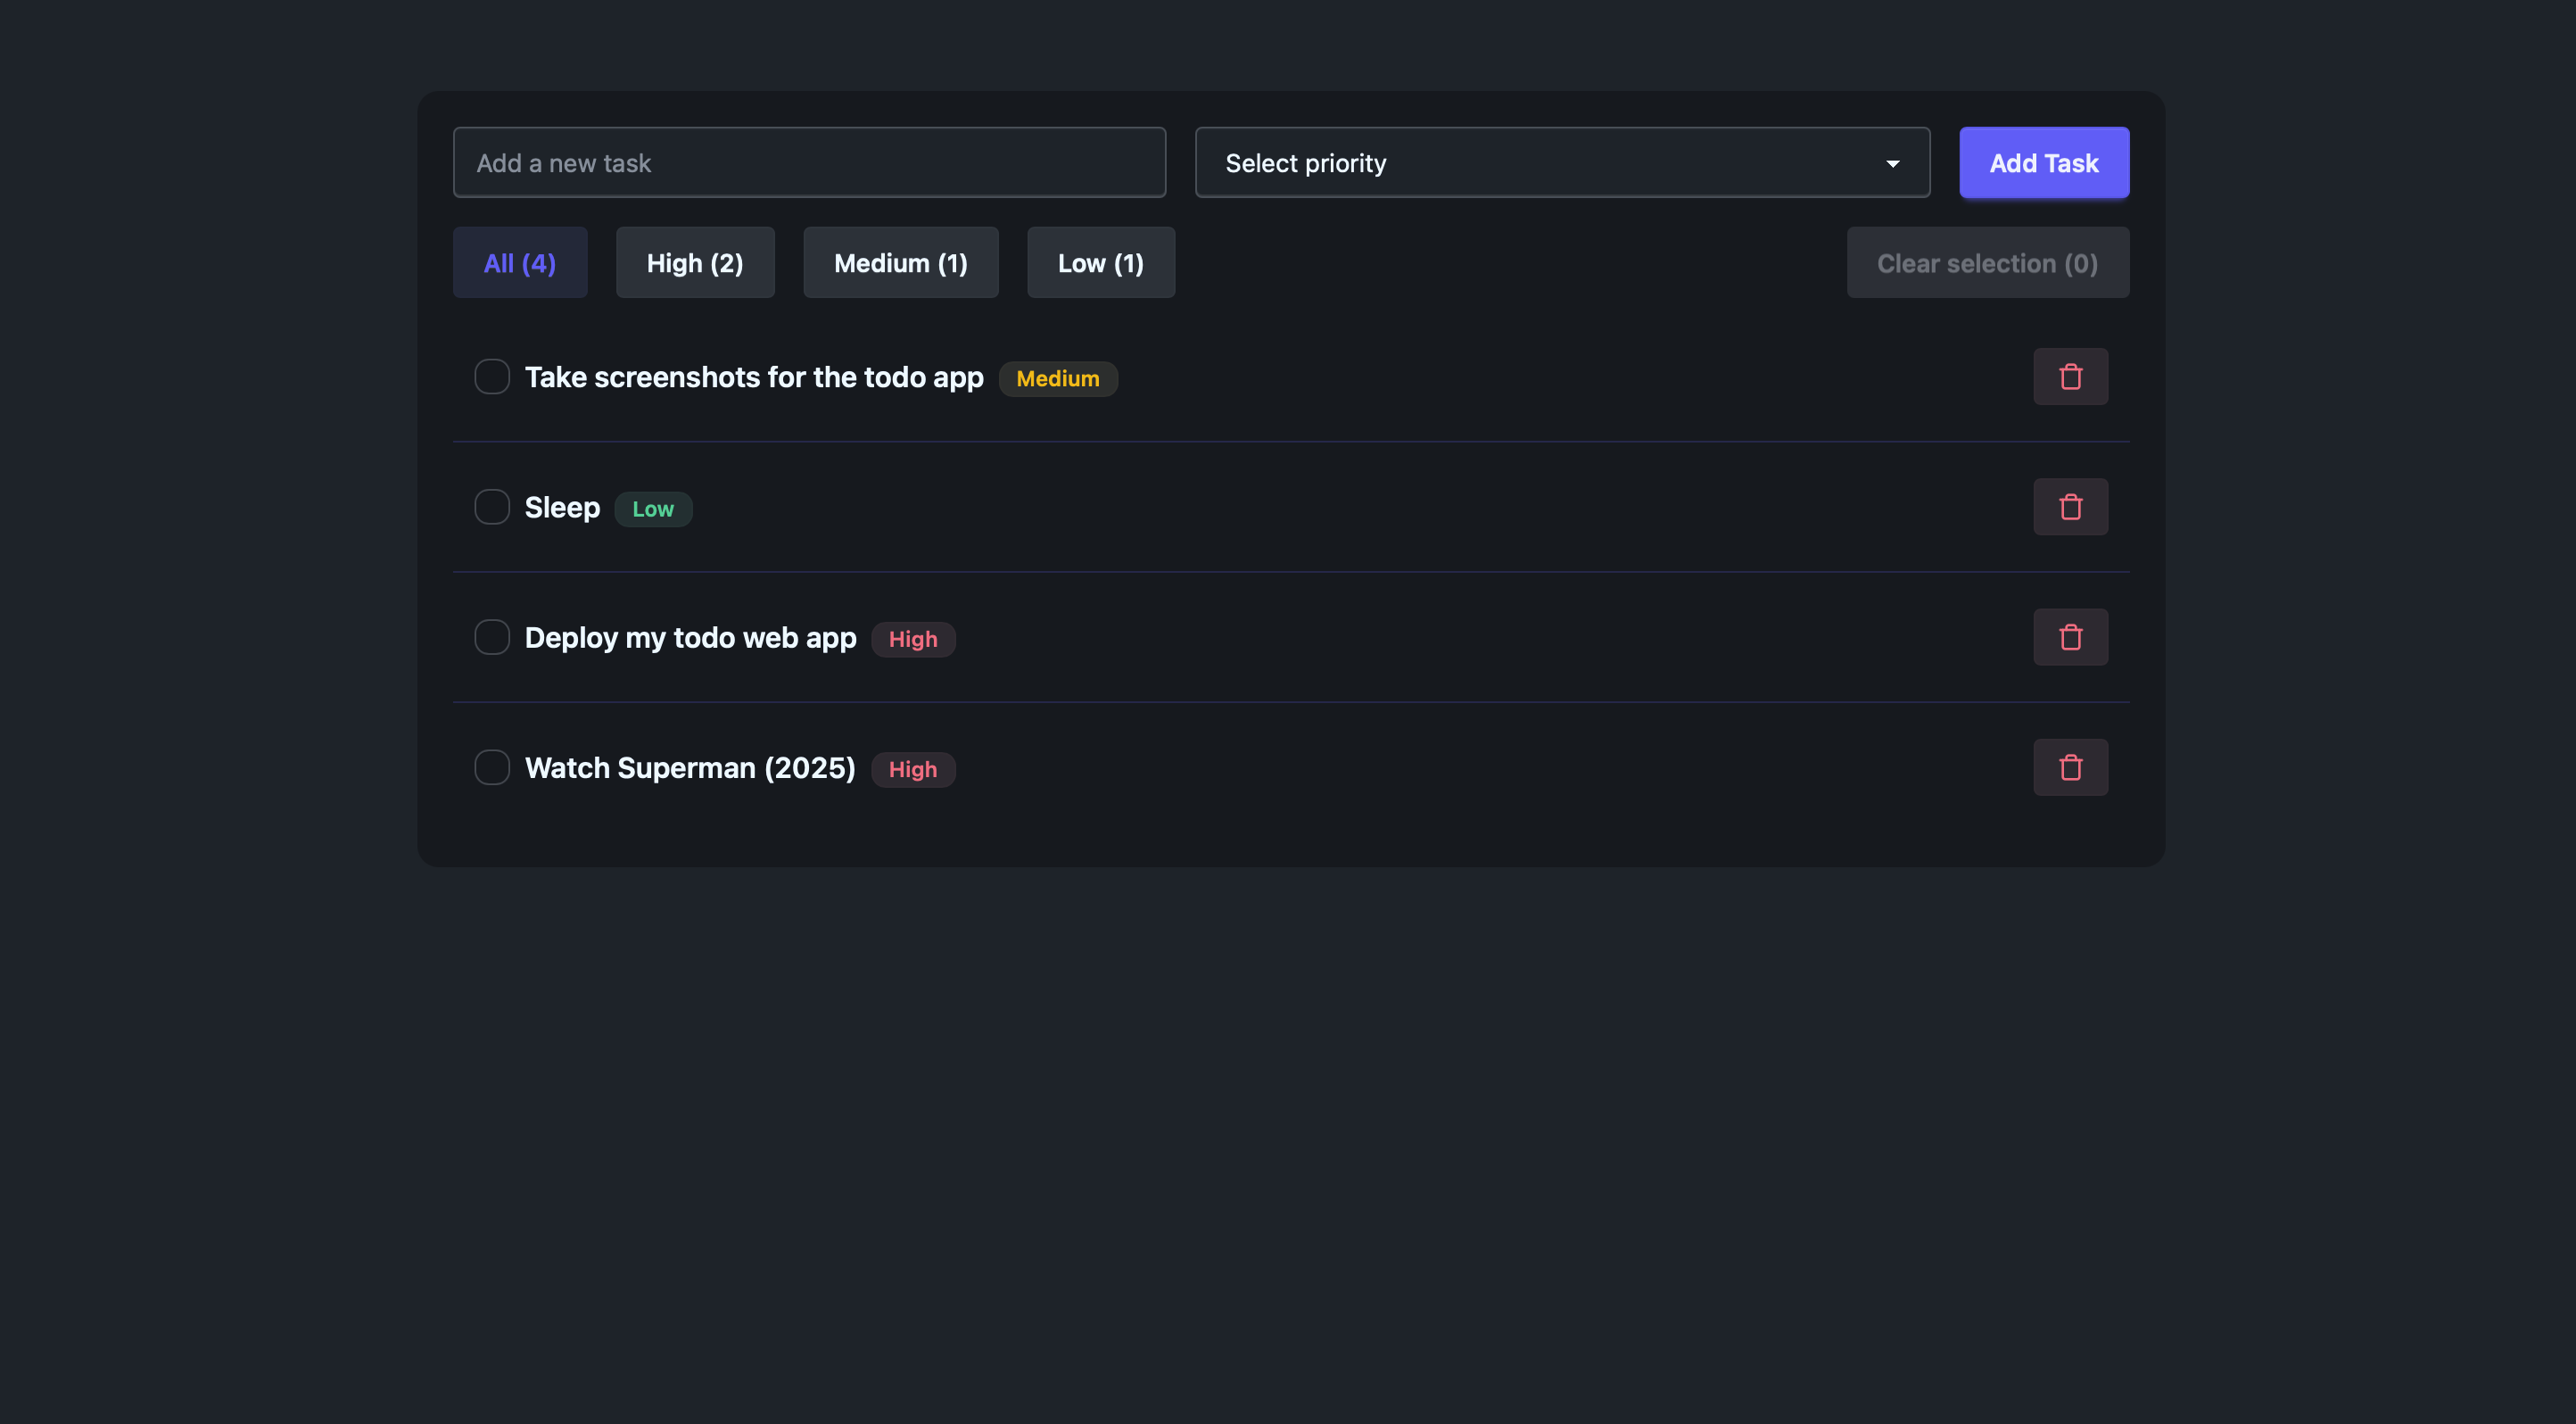 Add a new task Select priority Add Task
All (4) High (2) Medium (1) Low (1) Clear selection (0)
Take screenshots for the todo app Medium
Sleep Low
Deploy my todo web app High
Watch Superman (2025) High